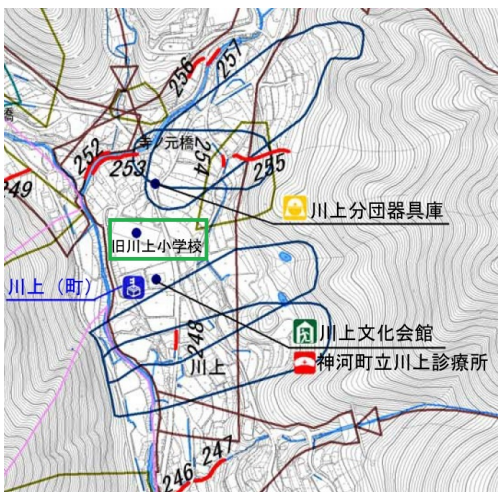 256
257
橋
寺ノ元橋
252
253
254
255
249
川上分団器具庫
旧川上小学校
川上（町）
川上文化会館
248
川上
神河町立川上診療所
247
246